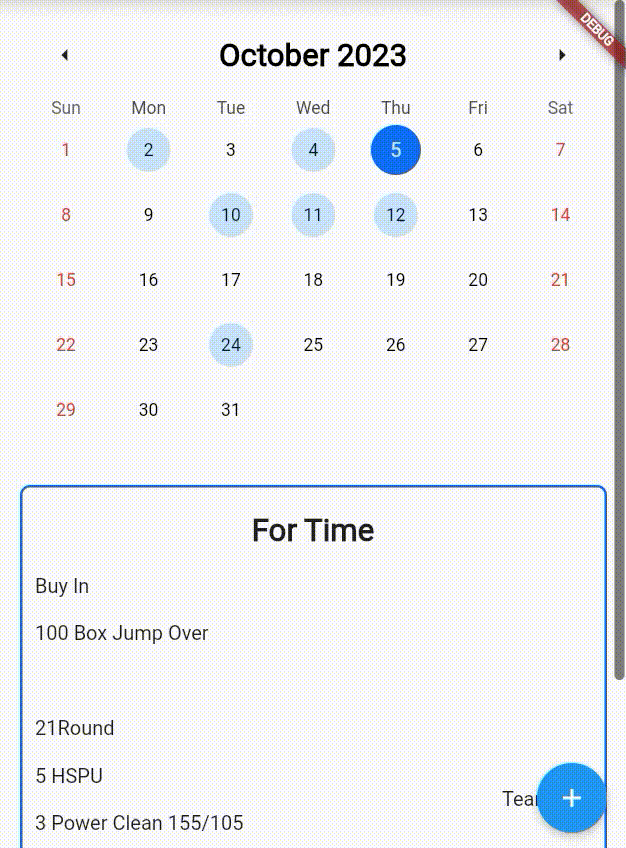 DEBUG
October 2023
Sun Mon Tue Wed Thu Fri Sat
1 2 3 4 5 6 7
8 9 10 11 12 13 14
15 16 17 18 19 20 21
22 23 24 25 26 27 28
29 30 31
For Time
Buy In
100 Box Jump Over
21Round
5 HSPU
3 Power Clean 155/105